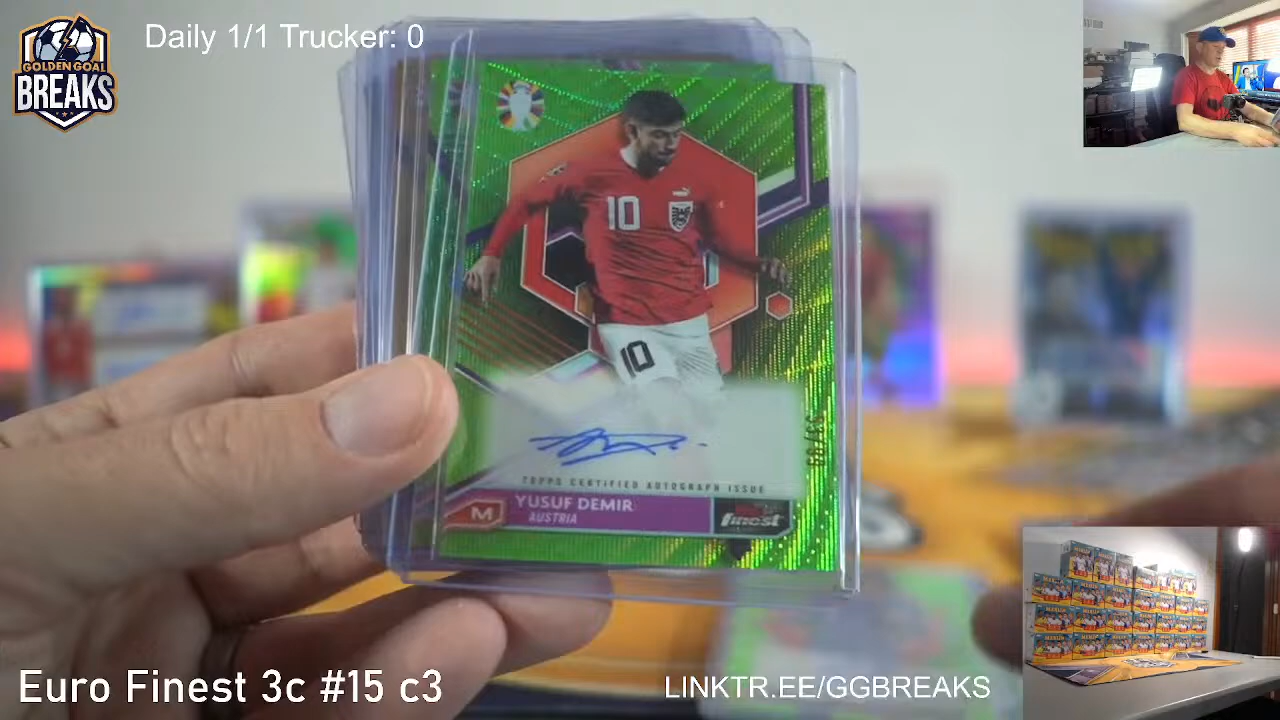 Daily 1/1 Trucker: 0
GOLDEN GOAL
BREAKS
10
10
TOPPS CERTIFIED AUTOGRAPH ISSUE
M
YUSUF DEMIR
AUSTRIA
finest
MERLIN
Euro Finest 3c #15 c3
LINKTR.EE/GGBREAKS